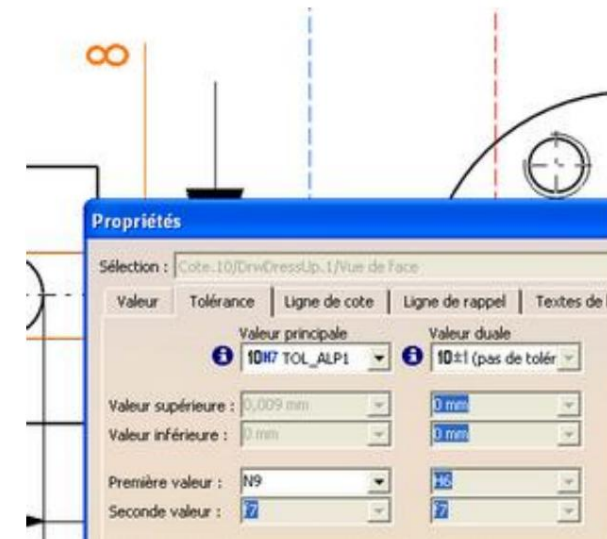 8
Propriétés
Sélection : Cote.10/DrwDressUp.1/Vue de face
Valeur Tolérance Ligne de cote Ligne de rappel Textes de
Valeur principale Valeur duale
10H7 TOL_ALP1 10±1 (pas de tolér
Valeur supérieure : 0,009 mm 0 mm
Valeur inférieure : 0 mm 0 mm
Première valeur : N9 H6
Seconde valeur : f7 f7